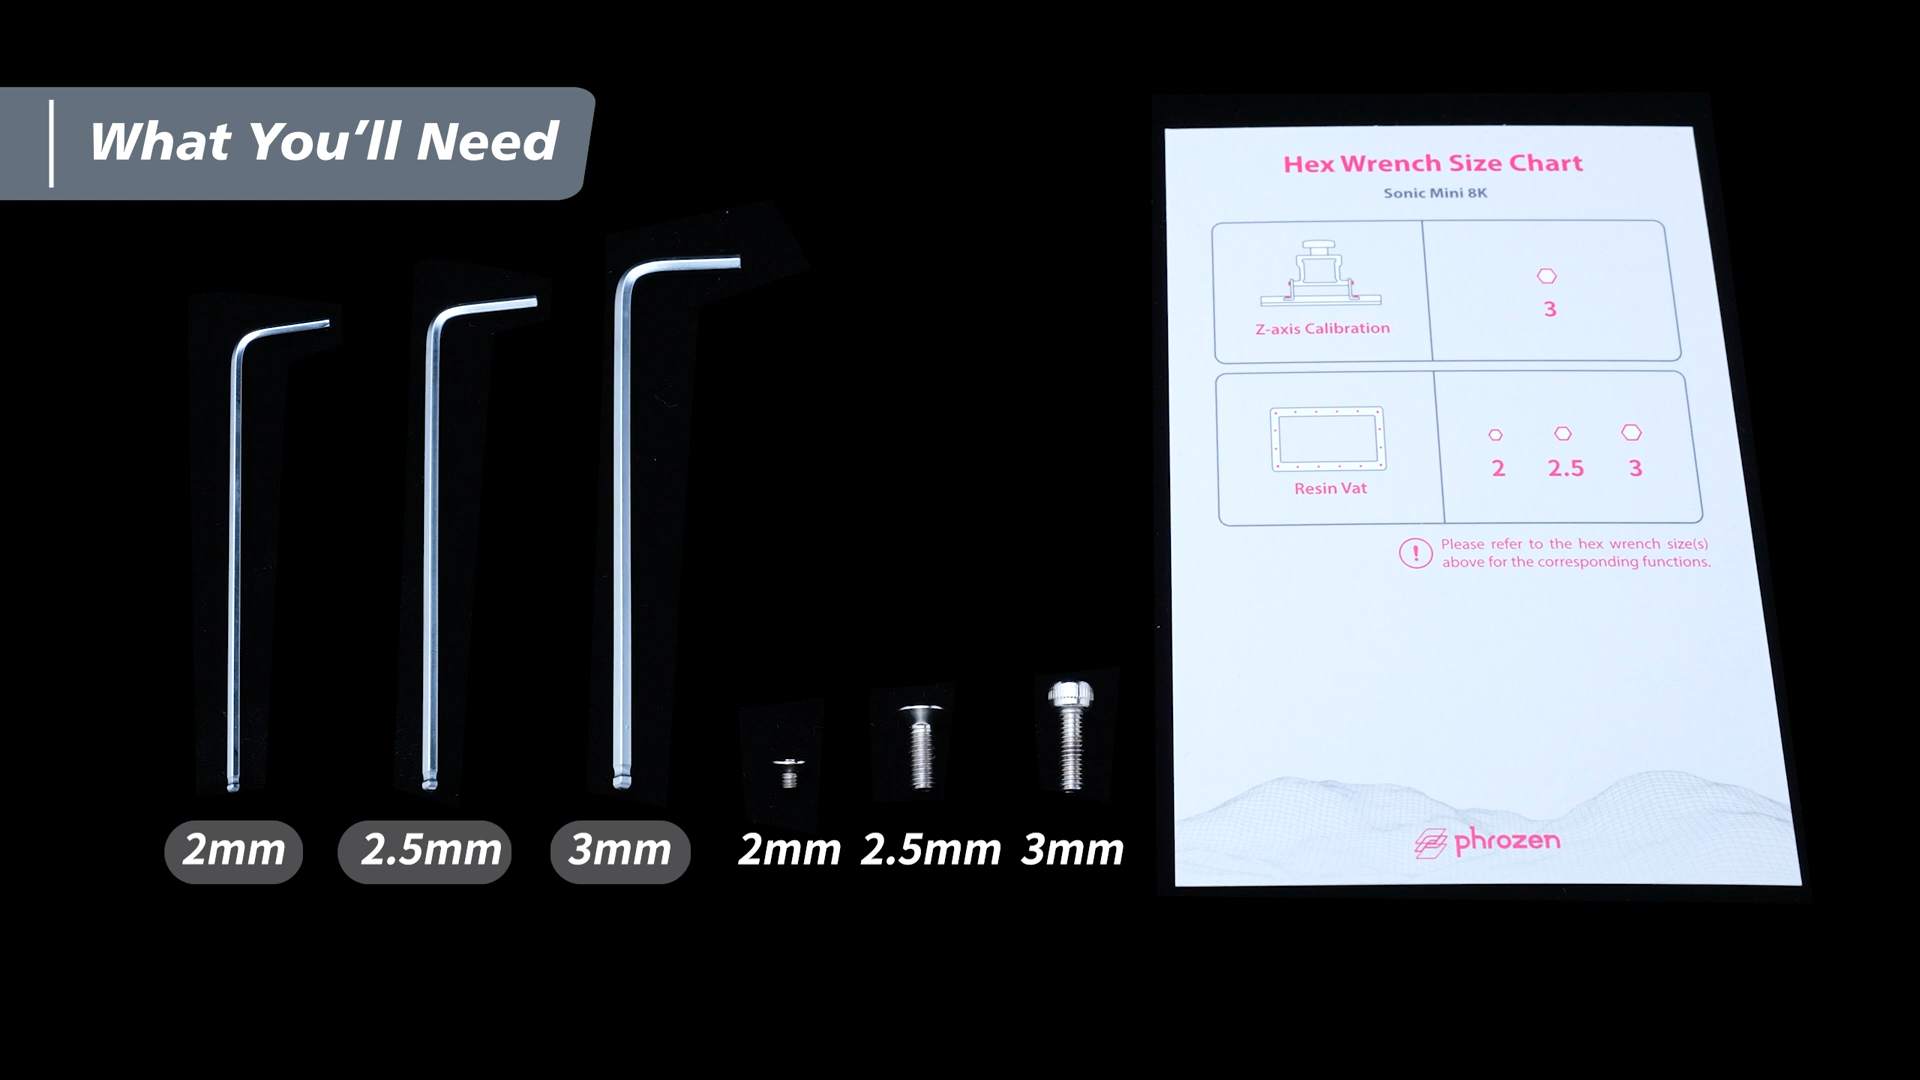 What You’ll Need
2mm
2.5mm
3mm
2mm
2.5mm
3mm
Hex Wrench Size Chart
Sonic Mini 8K
Z-axis Calibration
3
Resin Vat
2
2.5
3
!
Please refer to the hex wrench size(s)
above for the corresponding functions.
phrozen